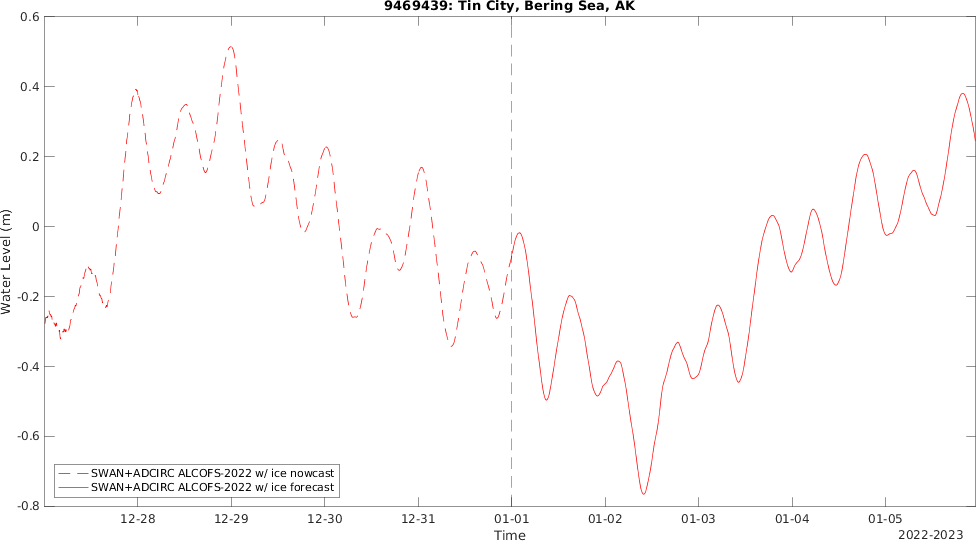 9469439: Tin City, Bering Sea, AK
Water Level (m)
0.6
0.4
0.2
0
-0.2
-0.4
-0.6
-0.8
SWAN+ADCIRC ALCOFS-2022 w/ ice nowcast
SWAN+ADCIRC ALCOFS-2022 w/ ice forecast
12-28 12-29 12-30 12-31 01-01 01-02 01-03 01-04 01-05
Time
2022-2023